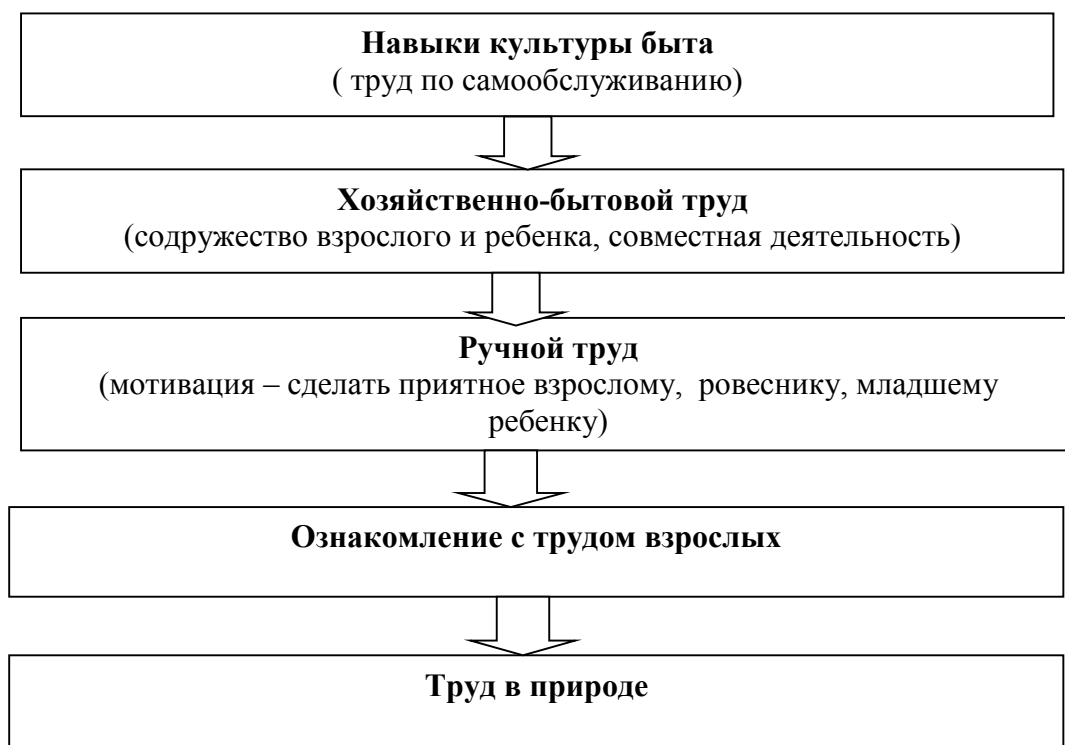 Навыки культуры быта
( труд по самообслуживанию)
Хозяйственно-бытовой труд
(содружество взрослого и ребенка, совместная деятельность)
Ручной труд
(мотивация – сделать приятное взрослому, ровеснику, младшему
ребенку)
Ознакомление с трудом взрослых
Труд в природе